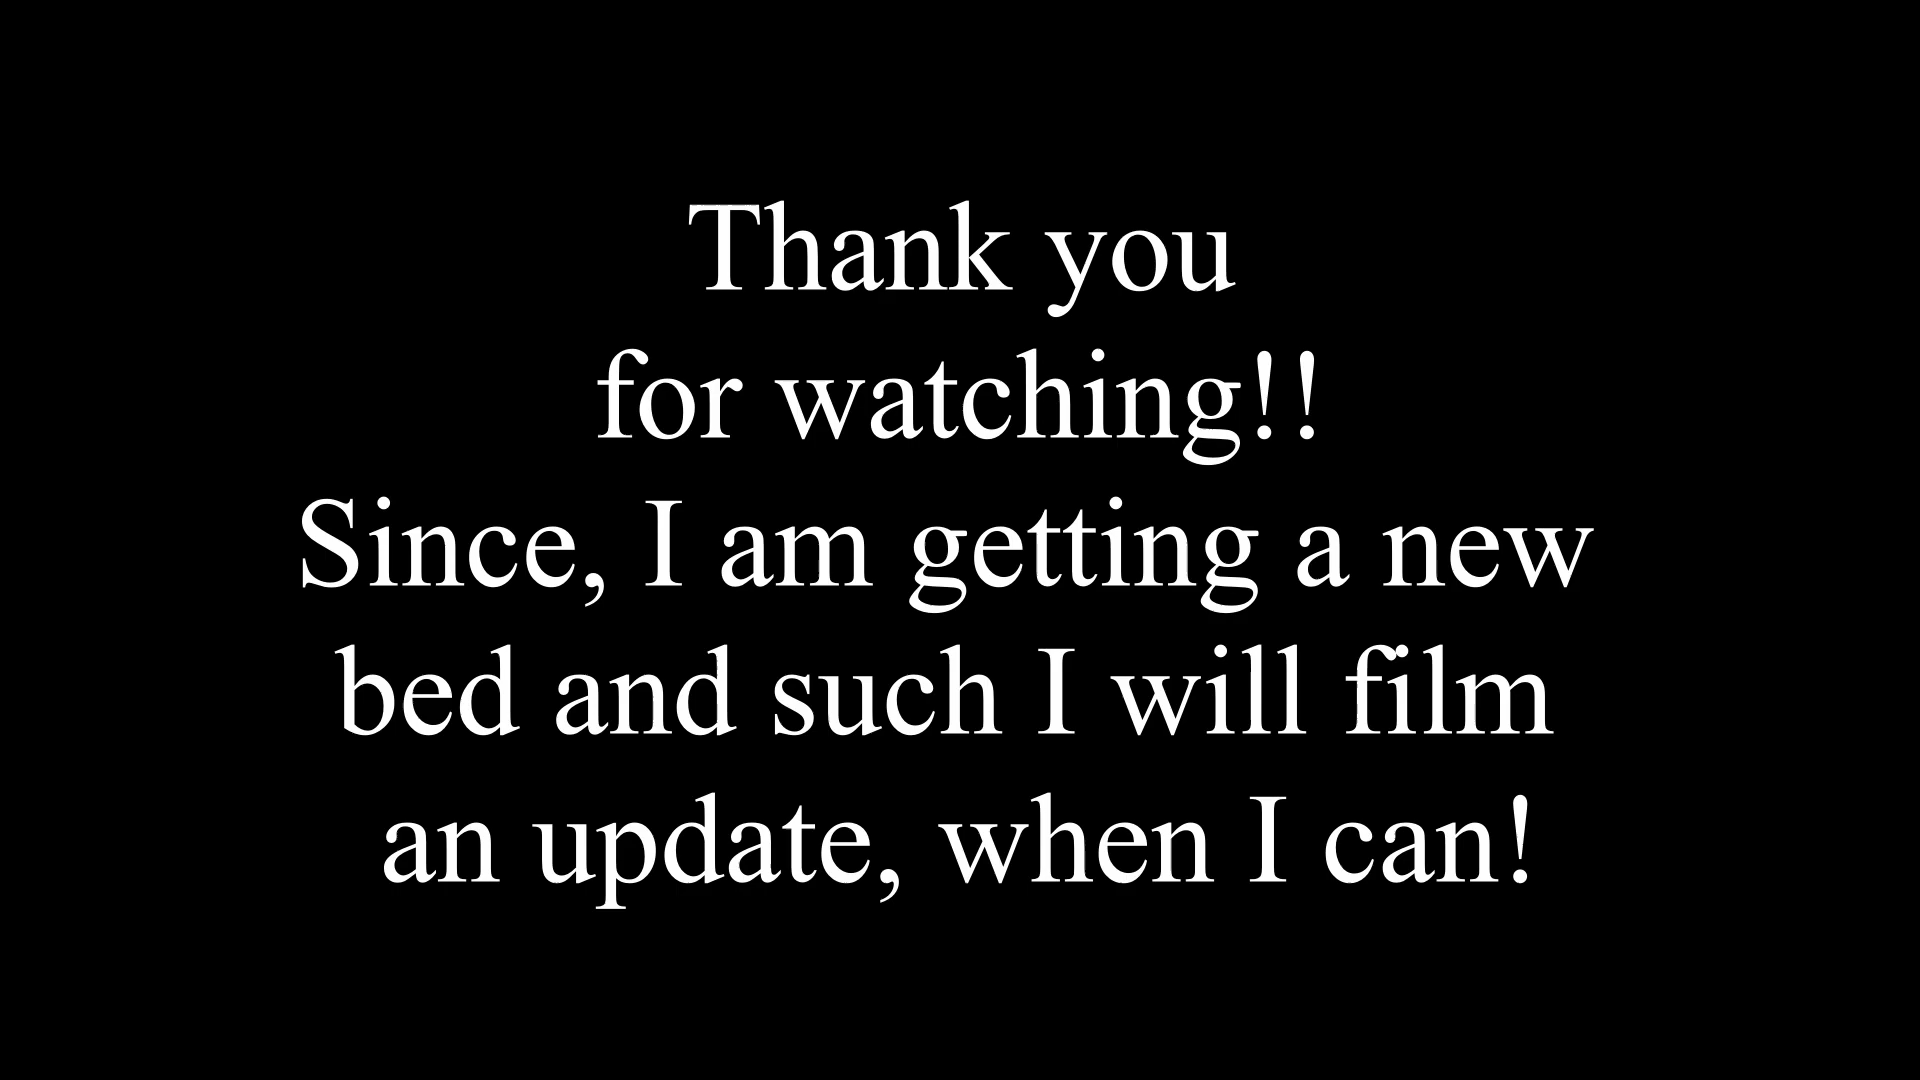 Thank you
for watching!!
Since, I am getting a new
bed and such I will film
an update, when I can!